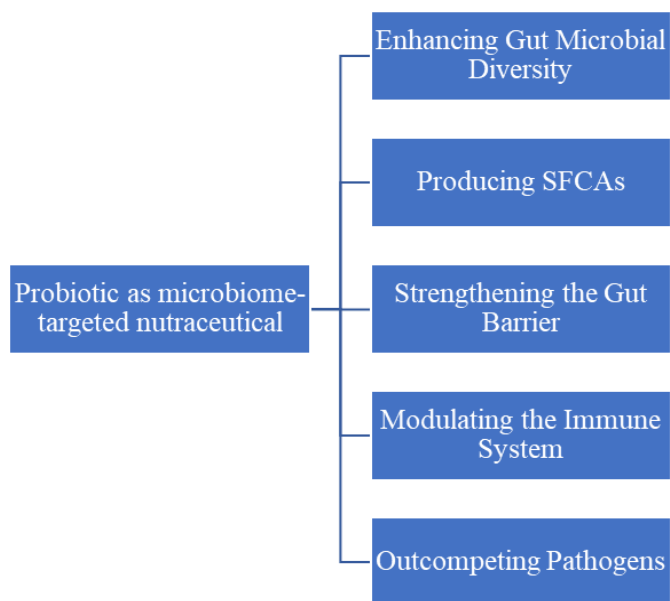 Enhancing Gut Microbial
Diversity
Producing SFCAs
Probiotic as microbiome-
targeted nutraceutical
Strengthening the Gut
Barrier
Modulating the Immune
System
Outcompeting Pathogens